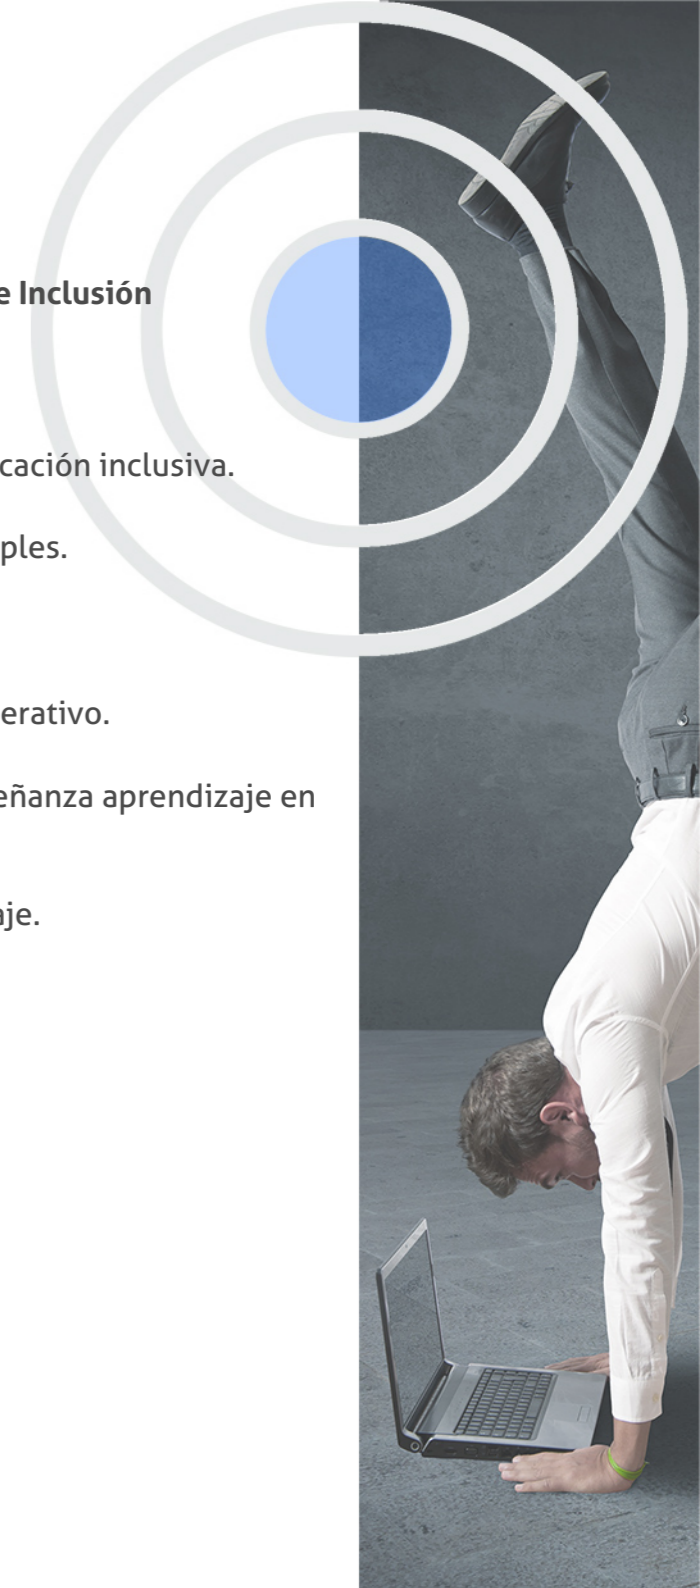 e Inclusión
cación inclusiva.
ples.
erativo.
eñanza aprendizaje en
aje.